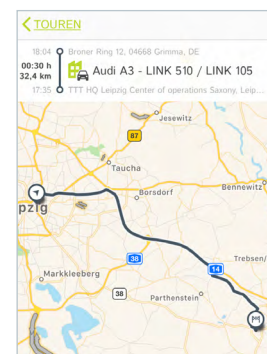 TOUREN
18:04 Broner Ring 12, 04668 Grimma, DE
00:30 h
32,4 km
Audi A3 - LINK 510 / LINK 105
17:35 TTT HQ Leipzig Center of operations Saxony, Leip...
Jesewitz
87
Taucha
Borsdorf
Bennewitz
pzig
Trebsen/
38
14
Markkleeberg
38
Parthenstein